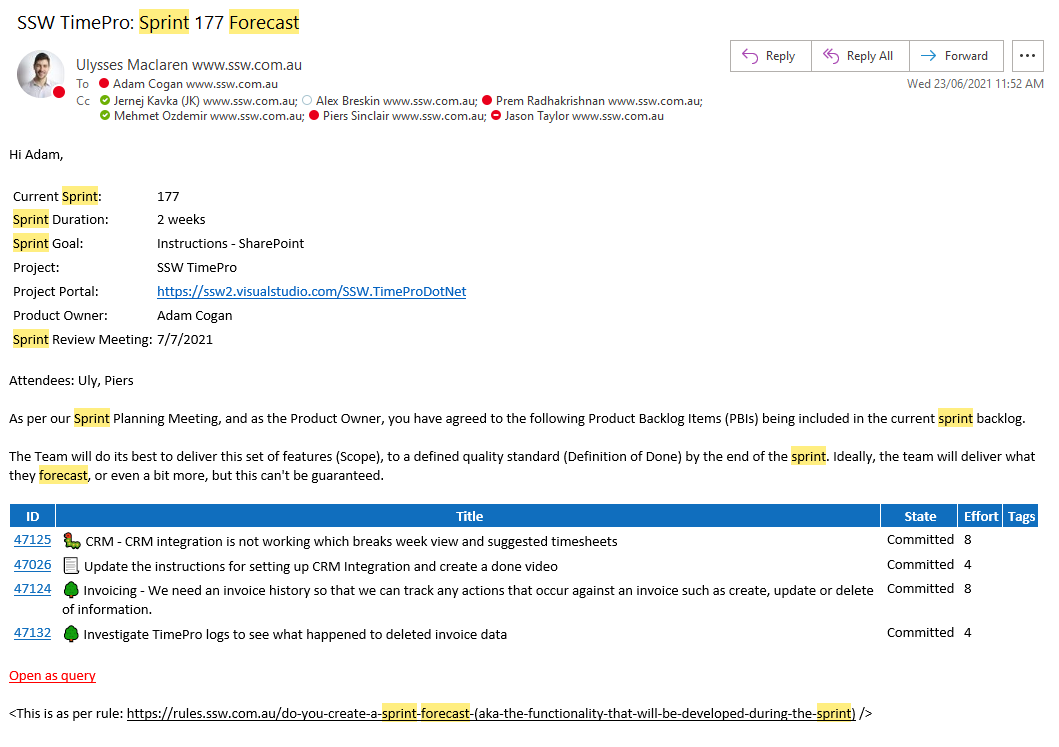 SSW TimePro: Sprint 177 Forecast
Ulysses Maclaren www.ssw.com.au
Reply Reply All Forward ...
To Adam Cogan www.ssw.com.au
Wed 23/06/2021 11:52 AM
Cc Jernej Kavka (JK) www.ssw.com.au; Alex Breskin www.ssw.com.au; Prem Radhakrishnan www.ssw.com.au;
Mehmet Ozdemir www.ssw.com.au; Piers Sinclair www.ssw.com.au; Jason Taylor www.ssw.com.au
Hi Adam,
Current Sprint: 177
Sprint Duration: 2 weeks
Sprint Goal: Instructions - SharePoint
Project: SSW TimePro
Project Portal: https://ssw2.visualstudio.com/SSW.TimeProDotNet
Product Owner: Adam Cogan
Sprint Review Meeting: 7/7/2021
Attendees: Uly, Piers
As per our Sprint Planning Meeting, and as the Product Owner, you have agreed to the following Product Backlog Items (PBIs) being included in the current sprint backlog.
The Team will do its best to deliver this set of features (Scope), to a defined quality standard (Definition of Done) by the end of the sprint. Ideally, the team will deliver what
they forecast, or even a bit more, but this can't be guaranteed.
ID Title State Effort Tags
47125 CRM - CRM integration is not working which breaks week view and suggested timesheets Committed 8
47026 Update the instructions for setting up CRM Integration and create a done video Committed 4
47124 Invoicing - We need an invoice history so that we can track any actions that occur against an invoice such as create, update or delete Committed 8
of information.
47132 Investigate TimePro logs to see what happened to deleted invoice data Committed 4
Open as query
<This is as per rule: https://rules.ssw.com.au/do-you-create-a-sprint-forecast-(aka-the-functionality-that-will-be-developed-during-the-sprint) />